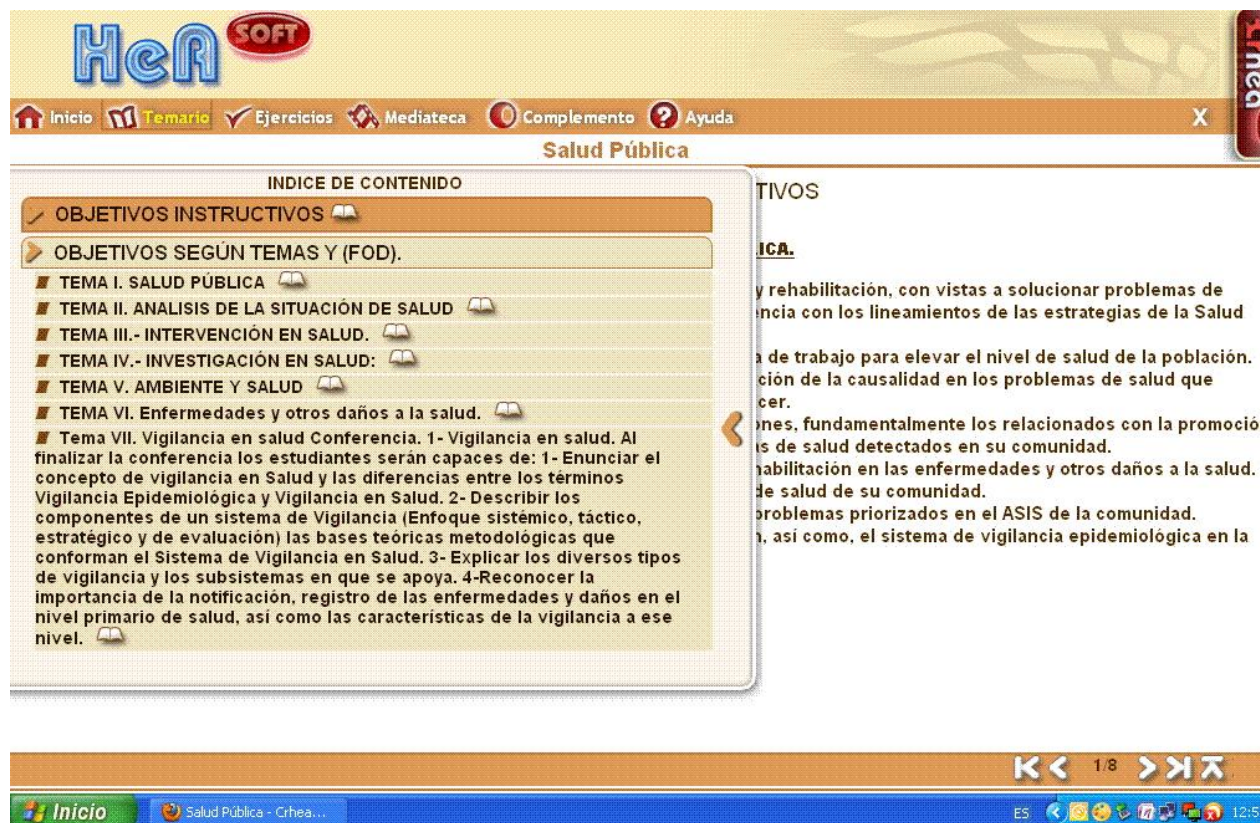 HeA SOFT
Inicio Temario Ejercicios Mediateca Complemento Ayuda X
Salud Pública
INDICE DE CONTENIDO
OBJETIVOS INSTRUCTIVOS
OBJETIVOS SEGÚN TEMAS Y (FOD).
TEMA I. SALUD PÚBLICA
TEMA II. ANALISIS DE LA SITUACIÓN DE SALUD
TEMA III.- INTERVENCIÓN EN SALUD.
TEMA IV.- INVESTIGACIÓN EN SALUD:
TEMA V. AMBIENTE Y SALUD
TEMA VI. Enfermedades y otros daños a la salud.
Tema VII. Vigilancia en salud Conferencia. 1- Vigilancia en salud. Al
finalizar la conferencia los estudiantes serán capaces de: 1- Enunciar el
concepto de vigilancia en Salud y las diferencias entre los términos
Vigilancia Epidemiológica y Vigilancia en Salud. 2- Describir los
componentes de un sistema de Vigilancia (Enfoque sistémico, táctico,
estratégico y de evaluación) las bases teóricas metodológicas que
conforman el Sistema de Vigilancia en Salud. 3- Explicar los diversos tipos
de vigilancia y los subsistemas en que se apoya. 4-Reconocer la
importancia de la notificación, registro de las enfermedades y daños en el
nivel primario de salud, así como las características de la vigilancia a ese
nivel.
TIVOS
ICA.
y rehabilitación, con vistas a solucionar problemas de
encia con los lineamientos de las estrategias de la Salud
a de trabajo para elevar el nivel de salud de la población.
ción de la causalidad en los problemas de salud que
cer.
ones, fundamentalmente los relacionados con la promoció
as de salud detectados en su comunidad.
habilitación en las enfermedades y otros daños a la salud.
de salud de su comunidad.
problemas priorizados en el ASIS de la comunidad.
n, así como, el sistema de vigilancia epidemiológica en la
1/8
Inicio Salud Pública - Crhea... ES 12:5